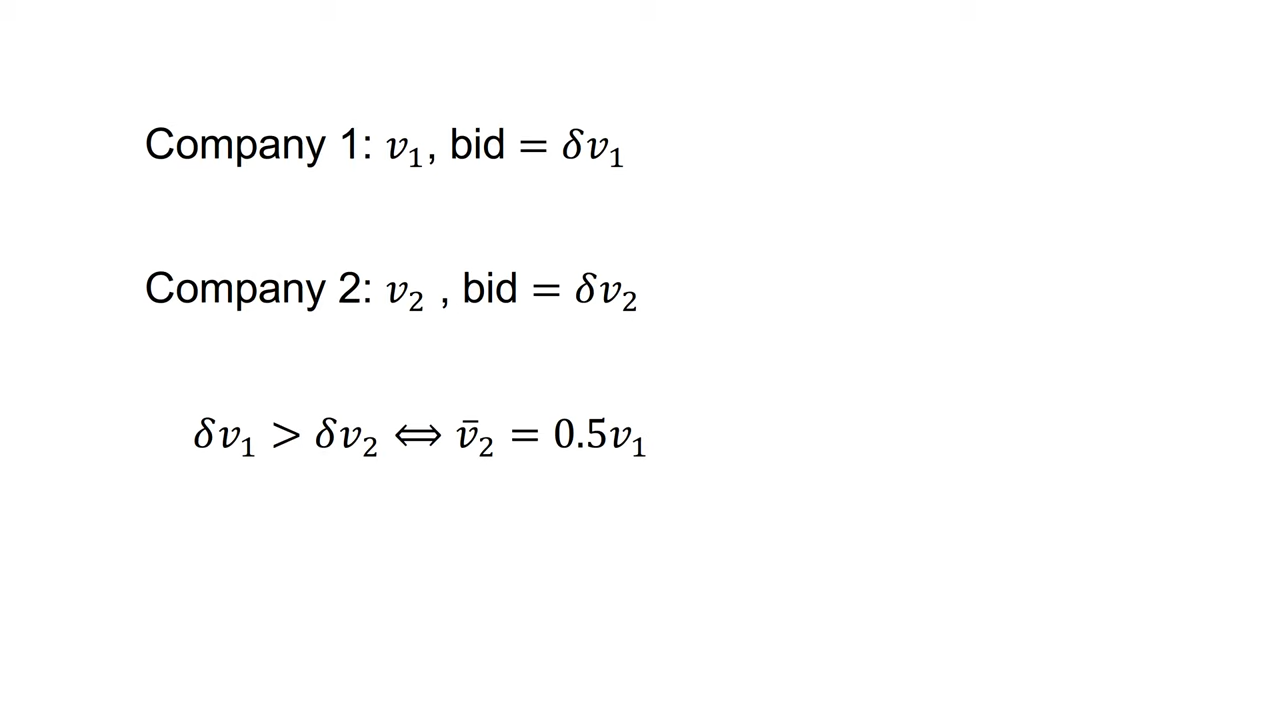 Company 1: 𝑣₁, bid = 𝛿𝑣₁
Company 2: 𝑣₂ , bid = 𝛿𝑣₂
𝛿𝑣₁ > 𝛿𝑣₂ ⟺ 𝑣̄₂ = 0.5𝑣₁